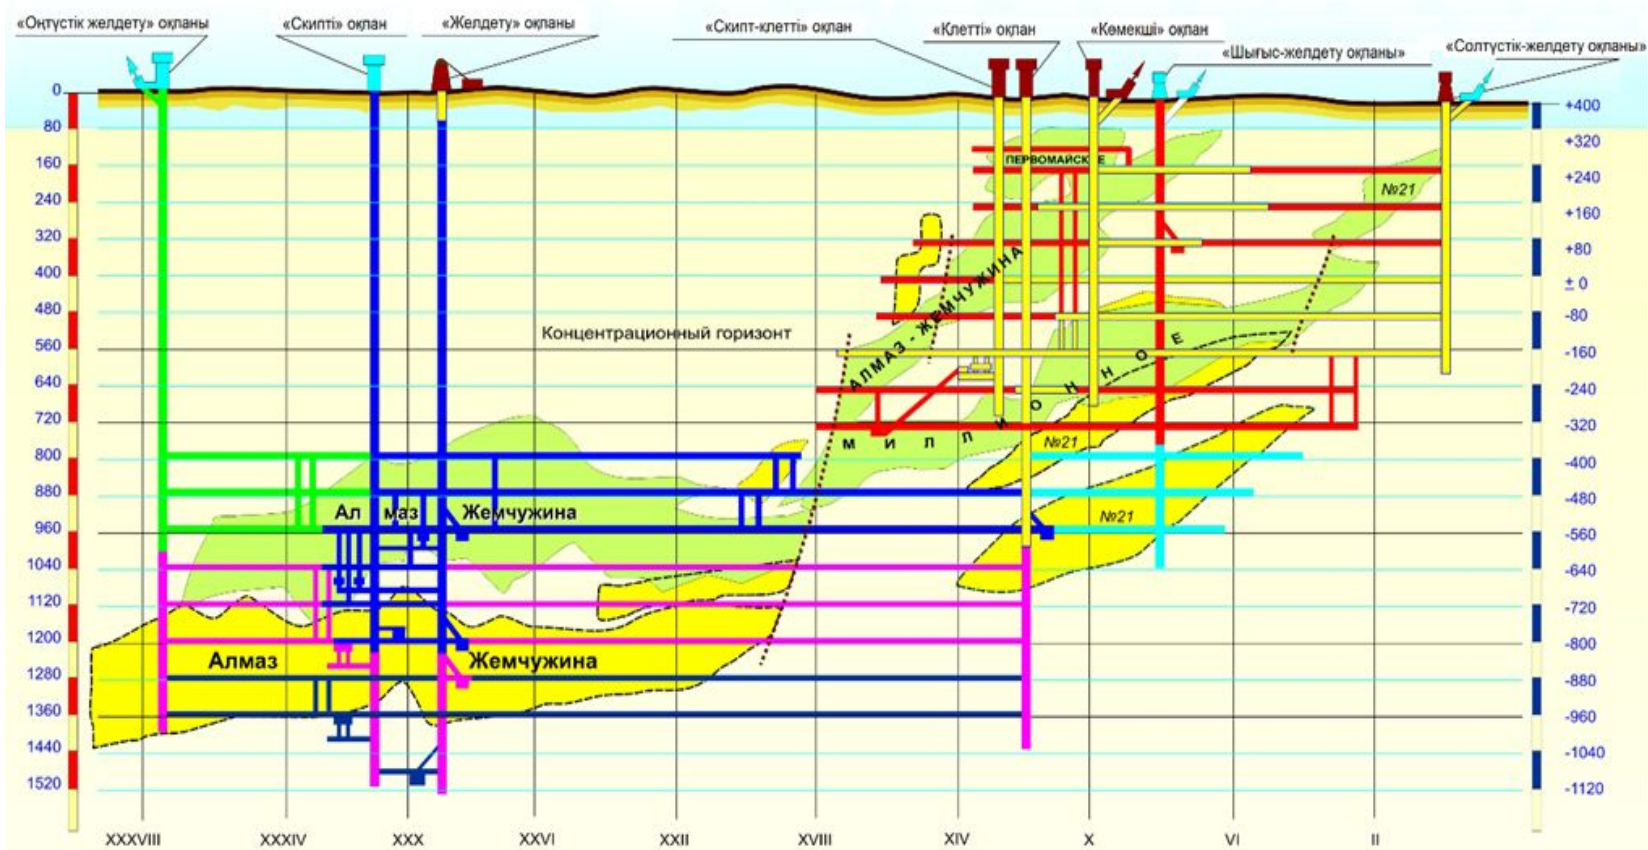 «Оңтүстік желдету» оқпаны
«Скипті» оқпан
«Желдету» оқпаны
«Скипт-клетті» оқпан
«Клетті» оқпан
«Көмекші» оқпан
«Шығыс-желдету оқпаны»
«Солтүстік-желдету оқпаны»
0
80
160
240
320
400
480
560
640
720
800
880
960
1040
1120
1200
1280
1360
1440
1520
+400
+320
+240
+160
+80
± 0
-80
-160
-240
-320
-400
-480
-560
-640
-720
-800
-880
-960
-1040
-1120
ПЕРВОМАЙСКОЕ
№21
АЛМАЗ - ЖЕМЧУЖИНА
Концентрационный горизонт
МИЛЛИОННОЕ
№21
№21
Ал маз Жемчужина
Алмаз Жемчужина
XXXVIII
XXXIV
XXX
XXVI
XXII
XVIII
XIV
X
VI
II